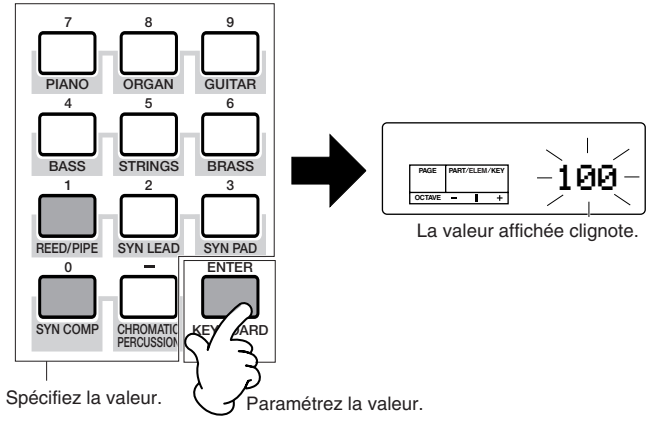 7 8 9
PIANO ORGAN GUITAR
4 5 6
BASS STRINGS BRASS
1 2 3
REED/PIPE SYN LEAD SYN PAD
0 – ENTER
SYN COMP CHROMATIC PERCUSSION KEYBOARD
PAGE PART/ELEM/KEY
OCTAVE – +
100
La valeur affichée clignote.
Spécifiez la valeur.
Paramétrez la valeur.